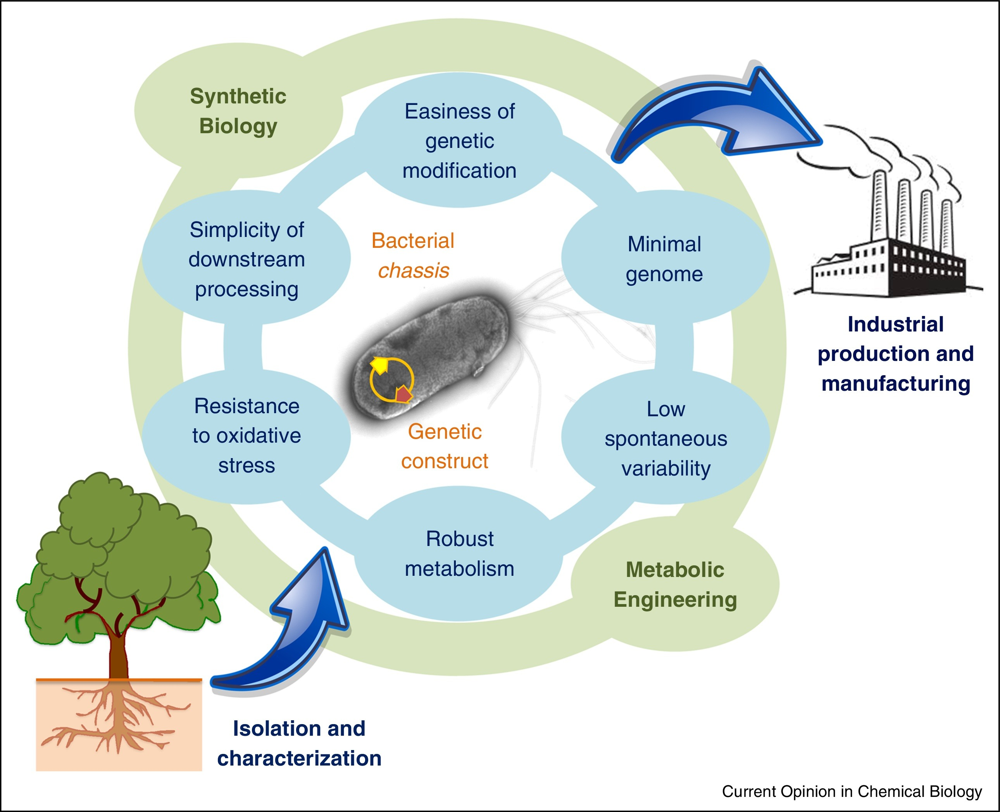 Synthetic
Biology
Easiness of
genetic
modification
Simplicity of
downstream
processing
Bacterial
chassis
Minimal
genome
Industrial
production and
manufacturing
Resistance
to oxidative
stress
Genetic
construct
Low
spontaneous
variability
Robust
metabolism
Metabolic
Engineering
Isolation and
characterization
Current Opinion in Chemical Biology